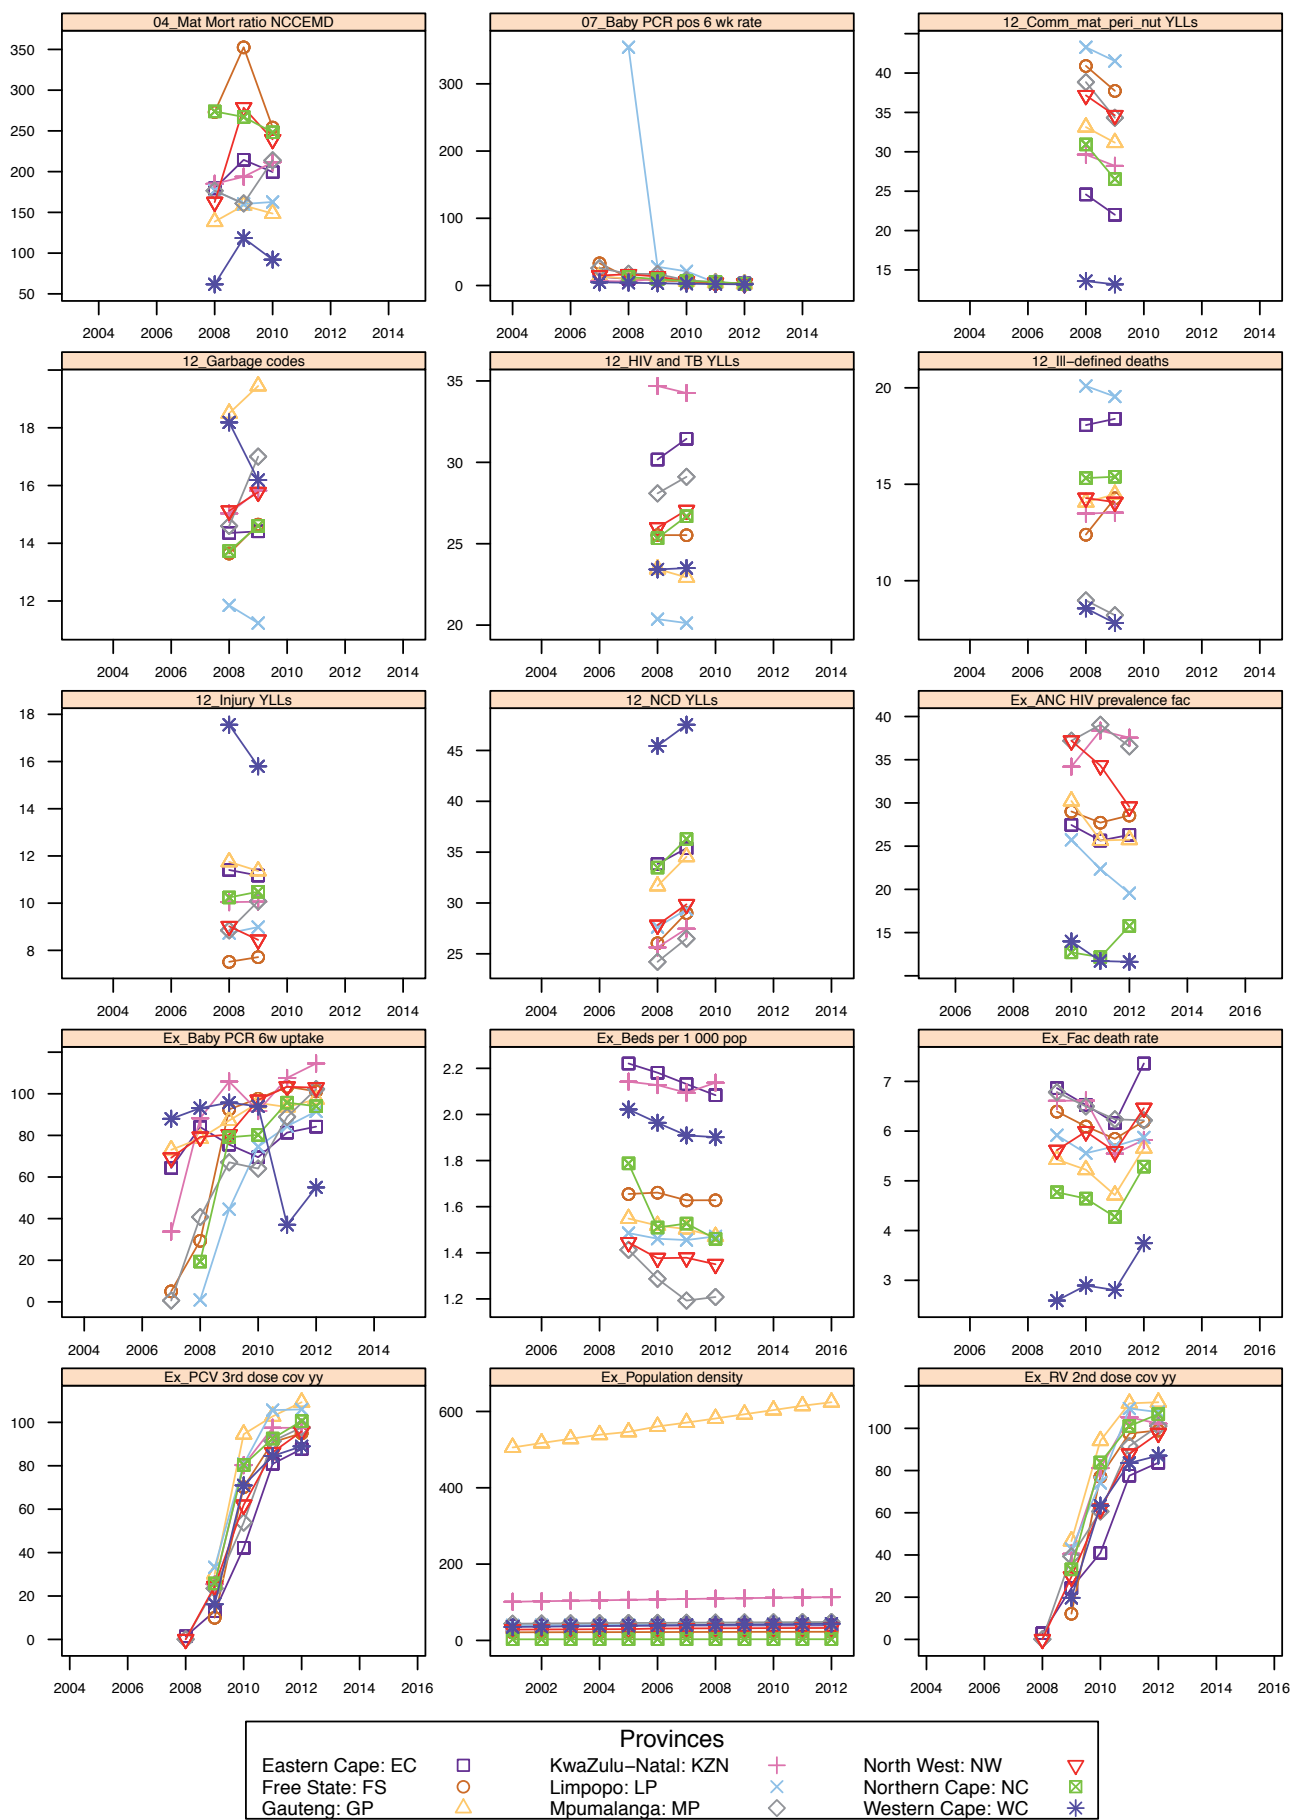 04_Mat Mort ratio NCCEMD
07_Baby PCR pos 6 wk rate
12_Comm_mat_peri_nut YLLs
350
300
250
200
150
100
50
2004 2006 2008 2010 2012 2014
300
200
100
0
2004 2006 2008 2010 2012 2014
40
35
30
25
20
15
2004 2006 2008 2010 2012 2014
12_Garbage codes
12_HIV and TB YLLs
12_Ill−defined deaths
18
16
14
12
2004 2006 2008 2010 2012 2014
35
30
25
20
2004 2006 2008 2010 2012 2014
20
15
10
2004 2006 2008 2010 2012 2014
12_Injury YLLs
12_NCD YLLs
Ex_ANC HIV prevalence fac
18
16
14
12
10
8
2004 2006 2008 2010 2012 2014
45
40
35
30
25
2004 2006 2008 2010 2012 2014
40
35
30
25
20
15
2006 2008 2010 2012 2014 2016
Ex_Baby PCR 6w uptake
Ex_Beds per 1 000 pop
Ex_Fac death rate
100
80
60
40
20
0
2004 2006 2008 2010 2012 2014
2.2
2.0
1.8
1.6
1.4
1.2
2006 2008 2010 2012 2014 2016
7
6
5
4
3
2006 2008 2010 2012 2014 2016
Ex_PCV 3rd dose cov yy
Ex_Population density
Ex_RV 2nd dose cov yy
100
80
60
40
20
0
2004 2006 2008 2010 2012 2014 2016
600
400
200
0
2002 2004 2006 2008 2010 2012
100
80
60
40
20
0
2004 2006 2008 2010 2012 2014 2016
Provinces
Eastern Cape: EC KwaZulu−Natal: KZN North West: NW
Free State: FS Limpopo: LP Northern Cape: NC
Gauteng: GP Mpumalanga: MP Western Cape: WC